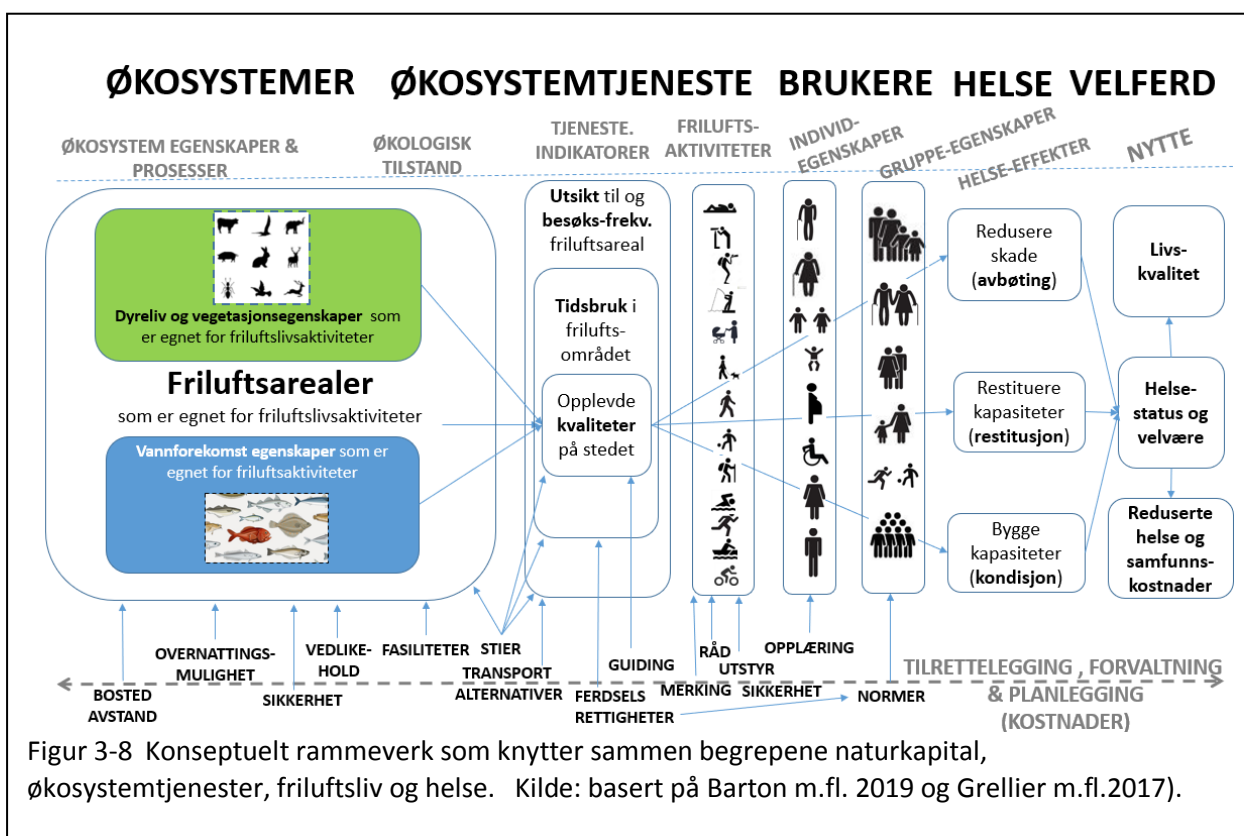 ØKOSYSTEMER ØKOSYSTEMTJENESTE BRUKERE HELSE VELFERD
ØKOSYSTEM EGENSKAPER &
PROSESSER
ØKOLOGISK
TILSTAND
TJENESTE.
INDIKATORER
FRILUFTS-
AKTIVITETER
INDIVID-
EGENSKAPER
GRUPPE-EGENSKAPER
HELSE-EFFEKTER
NYTTE
Dyreliv og vegetasjonsegenskaper som
er egnet for friluftslivsaktiviteter
Friluftsarealer
som er egnet for friluftslivsaktiviteter
Vannforekomst egenskaper som er
egnet for friluftsaktiviteter
Utsikt til og
besøks-frekv.
friluftsareal
Tidsbruk i
frilufts-
området
Opplevde
kvaliteter
på stedet
Redusere
skade
(avbøting)
Restituere
kapasiteter
(restitusjon)
Bygge
kapasiteter
(kondisjon)
Livs-
kvalitet
Helse-
status og
velvære
Reduserte
helse og
samfunns-
kostnader
BOSTED
AVSTAND
OVERNATTINGS-
MULIGHET
SIKKERHET
VEDLIKE-
HOLD
FASILITETER
STIER
TRANSPORT
ALTERNATIVER
FERDSELS
RETTIGHETER
GUIDING
MERKING
RÅD
UTSTYR
SIKKERHET
OPPLÆRING
NORMER
TILRETTELEGGING , FORVALTNING
& PLANLEGGING
(KOSTNADER)
Figur 3-8 Konseptuelt rammeverk som knytter sammen begrepene naturkapital,
økosystemtjenester, friluftsliv og helse. Kilde: basert på Barton m.fl. 2019 og Grellier m.fl.2017).